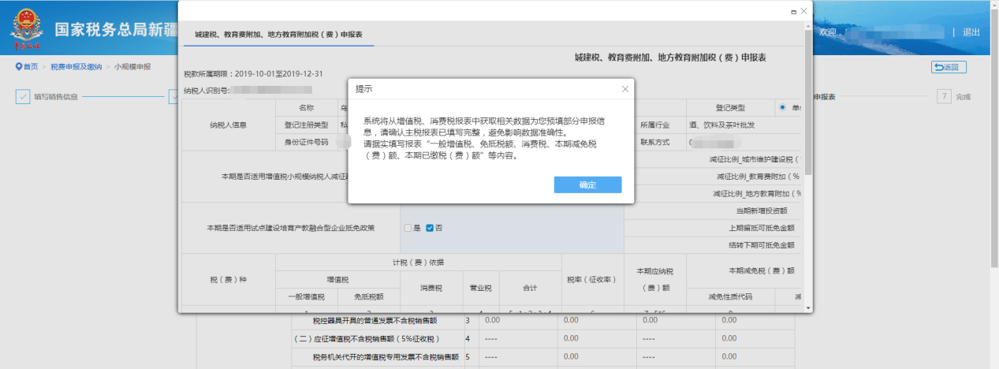 国家税务总局新疆
欢迎，
| 退出
首页 > 税费申报及缴纳 > 小规模申报
返回
填写销售信息
申报表
7 完成
城建税、教育费附加、地方教育附加税（费）申报表
城建税、教育费附加、地方教育附加税（费）申报表
税款所属期限：2019-10-01至2019-12-31
纳税人识别号:
纳税人信息
名称
登记类型
登记注册类型
私
所属行业
酒、饮料及茶叶批发
身份证件号码
联系方式
提示
系统将从增值税、消费税报表中获取相关数据为您预填部分申报信
息，请确认主税报表已填写完整，避免影响数据准确性。
请据实填写报表“一般增值税、免抵税额、消费税、本期减免税
（费）额、本期已缴税（费）额”等内容。
确定
本期是否适用增值税小规模纳税人减征
减征比例_城市维护建设税（
减征比例_教育费附加（%
减征比例_地方教育附加（%
本期是否适用试点建设培育产教融合型企业抵免政策
是 否
当期新增投资额
上期留抵可抵免金额
结转下期可抵免金额
税（费）种
计税（费）依据
税率（征收率）
本期应纳税
（费）额
本期减免税（费）额
增值税
消费税
营业税
合计
一般增值税
免抵税额
减免性质代码
税控器具开具的普通发票不含税销售额 3 0.00 0.00 0.00 0.00
（二）应征增值税不含税销售额（5%征收税） 4 ---- 0.00 ---- 0.00
税务机关代开的增值税专用发票不含税销售额 5 ---- 0.00 ---- 0.00